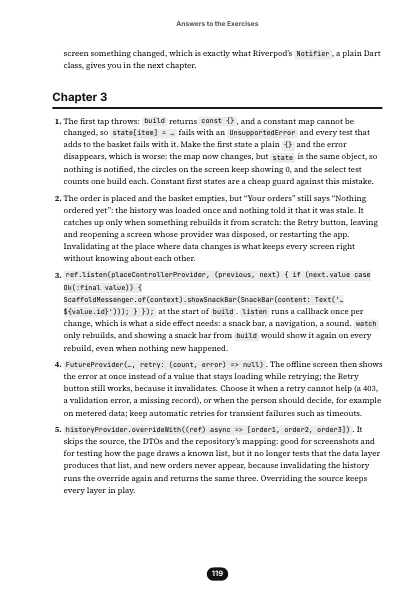 Answers to the Exercises
screen something changed, which is exactly what Riverpod's Notifier, a plain Dart
class, gives you in the next chapter.
Chapter 3
1. The first tap throws: build returns const {}, and a constant map cannot be
changed, so state[item] = … fails with an UnsupportedError and every test that
adds to the basket fails with it. Make the first state a plain {} and the error
disappears, which is worse: the map now changes, but state is the same object, so
nothing is notified, the circles on the screen keep showing 0, and the select test
counts one build each. Constant first states are a cheap guard against this mistake.
2. The order is placed and the basket empties, but “Your orders” still says “Nothing
ordered yet”: the history was loaded once and nothing told it that it was stale. It
catches up only when something rebuilds it from scratch: the Retry button, leaving
and reopening a screen whose provider was disposed, or restarting the app.
Invalidating at the place where data changes is what keeps every screen right
without knowing about each other.
3. ref.listen(placeControllerProvider, (previous, next) { if (next.value case
Ok(:final value)) {
ScaffoldMessenger.of(context).showSnackBar(SnackBar(content: Text('…
${value.id}'))); } }); at the start of build. listen runs a callback once per
change, which is what a side effect needs: a snack bar, a navigation, a sound. watch
only rebuilds, and showing a snack bar from build would show it again on every
rebuild, even when nothing new happened.
4. FutureProvider(…, retry: (count, error) => null). The offline screen then shows
the error at once instead of a value that stays loading while retrying; the Retry
button still works, because it invalidates. Choose it when a retry cannot help (a 403,
a validation error, a missing record), or when the person should decide, for example
on metered data; keep automatic retries for transient failures such as timeouts.
5. historyProvider.overrideWith((ref) async => [order1, order2, order3]). It
skips the source, the DTOs and the repository's mapping: good for screenshots and
for testing how the page draws a known list, but it no longer tests that the data layer
produces that list, and new orders never appear, because invalidating the history
runs the override again and returns the same three. Overriding the source keeps
every layer in play.
119